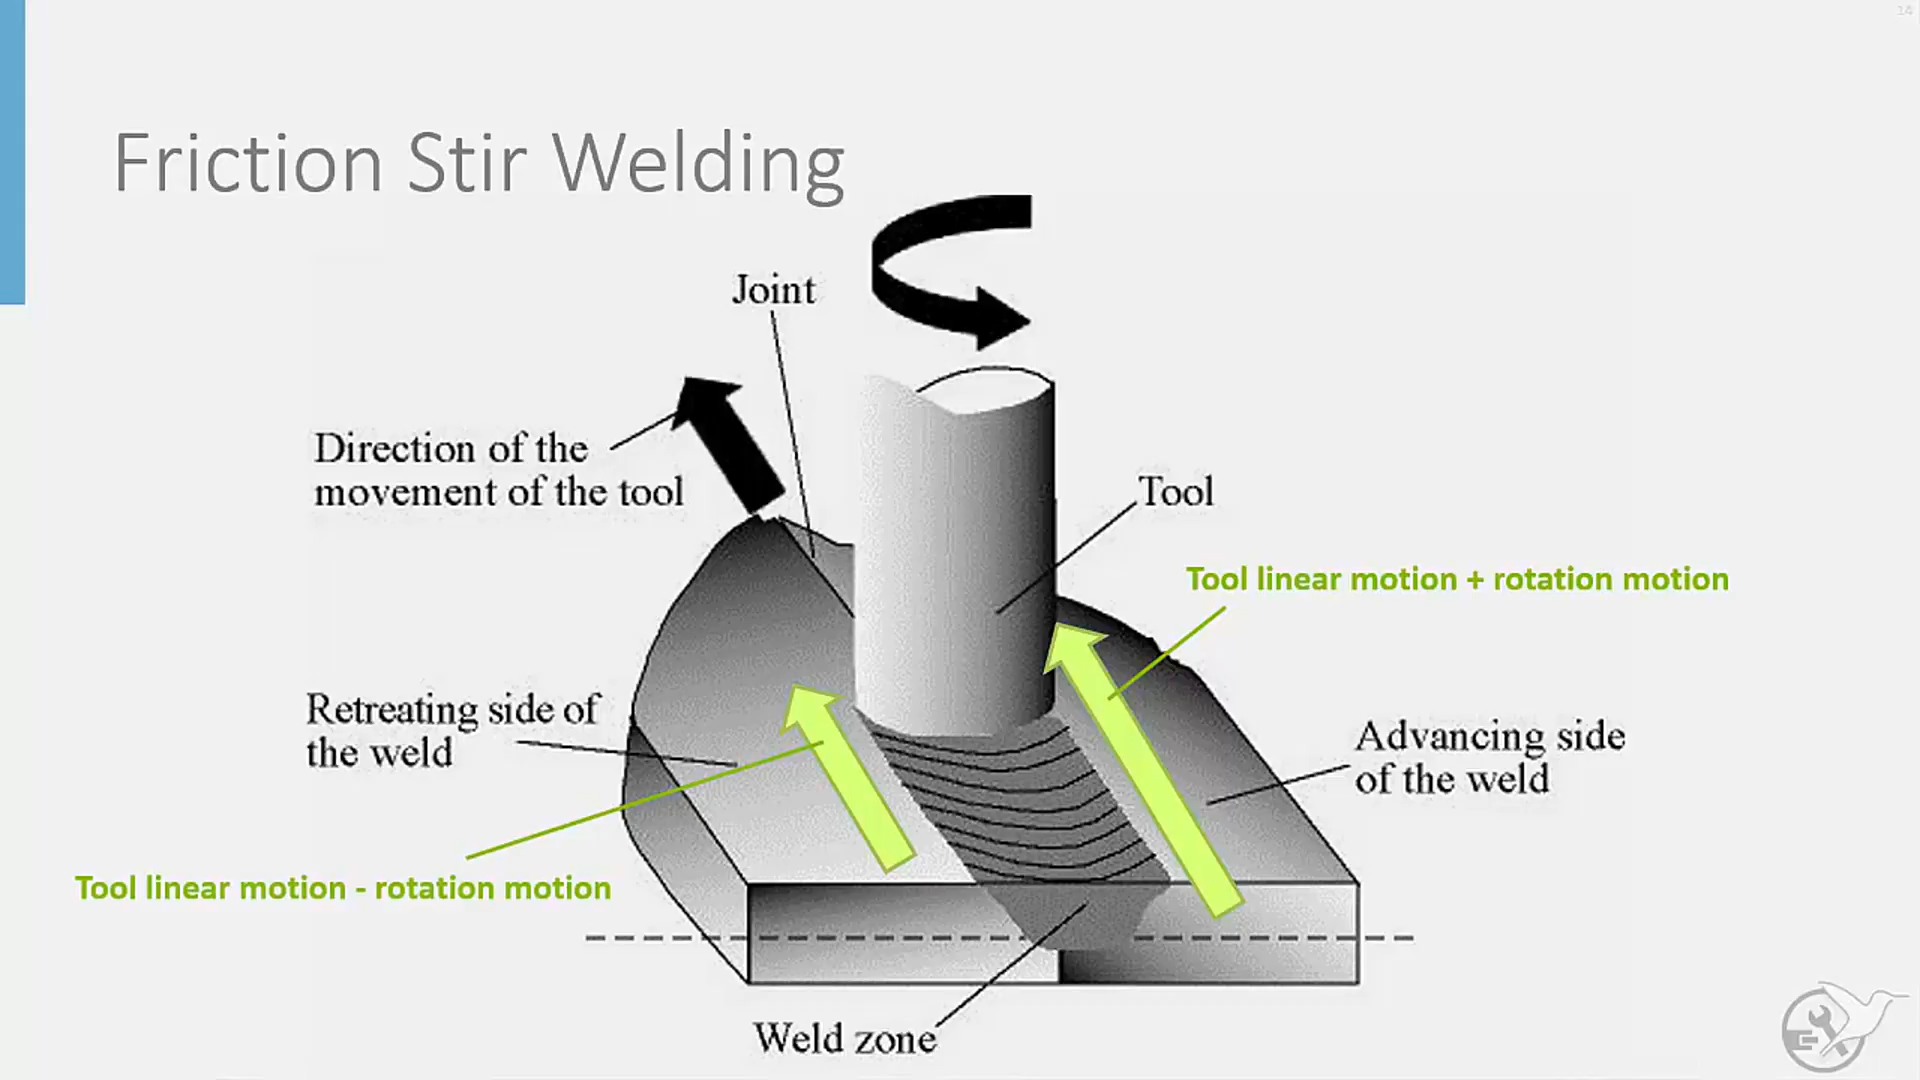 14
Friction Stir Welding
Joint
Direction of the
movement of the tool
Tool
Tool linear motion + rotation motion
Retreating side of
the weld
Advancing side
of the weld
Tool linear motion - rotation motion
Weld zone